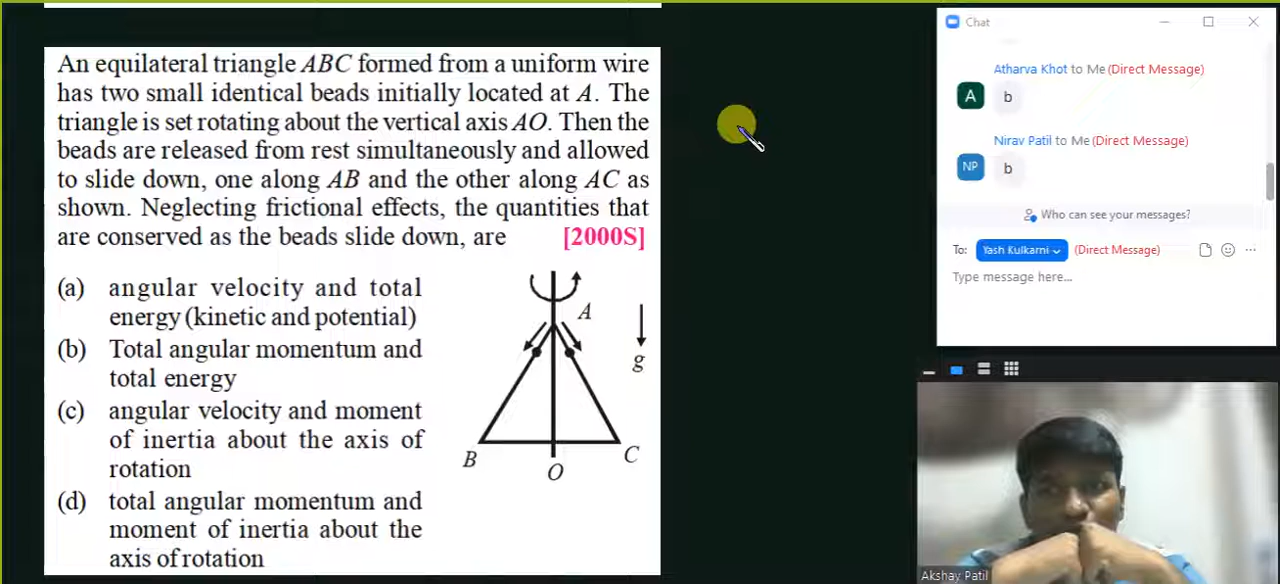 An equilateral triangle ABC formed from a uniform wire
has two small identical beads initially located at A. The
triangle is set rotating about the vertical axis AO. Then the
beads are released from rest simultaneously and allowed
to slide down, one along AB and the other along AC as
shown. Neglecting frictional effects, the quantities that
are conserved as the beads slide down, are [2000S]
(a) angular velocity and total
energy (kinetic and potential)
(b) Total angular momentum and
total energy
(c) angular velocity and moment
of inertia about the axis of
rotation
(d) total angular momentum and
moment of inertia about the
axis of rotation
A
g
B
C
O
Chat
Atharva Khot to Me (Direct Message)
A
b
Nirav Patil to Me (Direct Message)
NP
b
Who can see your messages?
To: Yash Kulkarni (Direct Message)
Type message here...
Akshay Patil